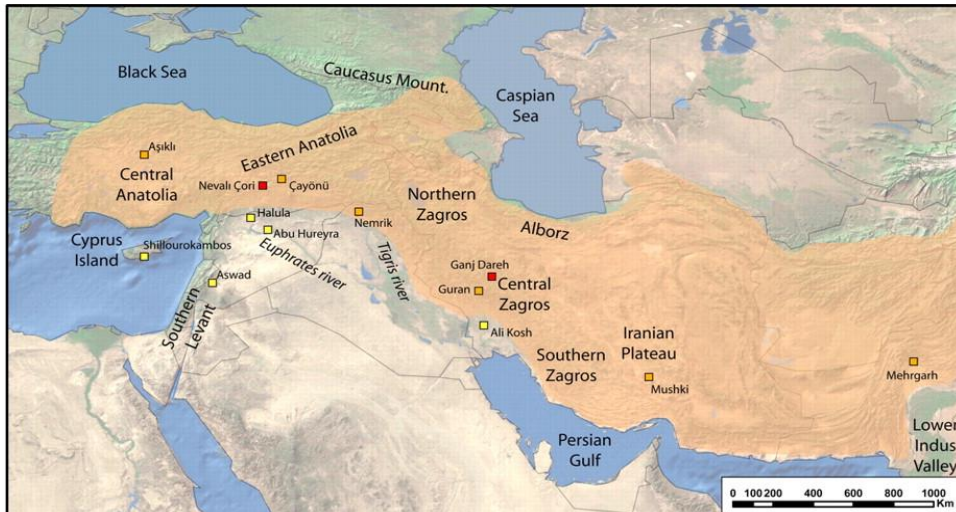 Black Sea
Caucasus Mount.
Caspian
Sea
Aşıklı
Eastern Anatolia
Central
Anatolia
Nevalı Çori
Çayönü
Northern
Zagros
Halula
Nemrik
Abu Hureyra
Alborz
Cyprus
Island
Shillourokambos
Euphrates river
Tigris river
Aswad
Ganj Dareh
Guran
Central
Zagros
Southern
Levant
Ali Kosh
Iranian
Plateau
Southern
Zagros
Mushki
Mehrgarh
Persian
Gulf
Lower
Indus
Valley
0 100 200 400 600 800 1000
Km